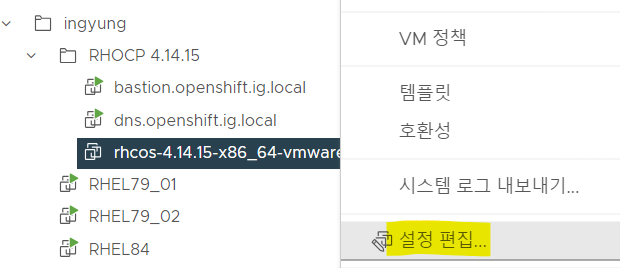 ingyung
RHOCP 4.14.15
bastion.openshift.ig.local
dns.openshift.ig.local
rhcos-4.14.15-x86_64-vmware
RHEL79_01
RHEL79_02
RHEL84
VM 정책
템플릿
호환성
시스템 로그 내보내기...
설정 편집...